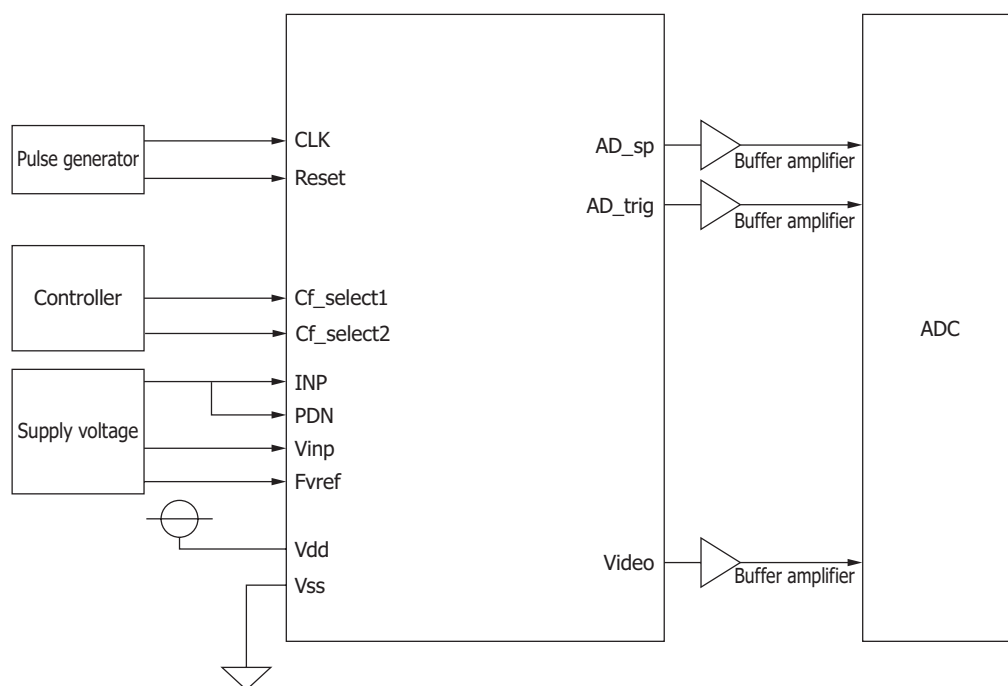 Pulse generator
CLK
Reset
Controller
Cf_select1
Cf_select2
Supply voltage
INP
PDN
Vinp
Fvref
Vdd
Vss
AD_sp
Buffer amplifier
AD_trig
Buffer amplifier
Video
Buffer amplifier
ADC